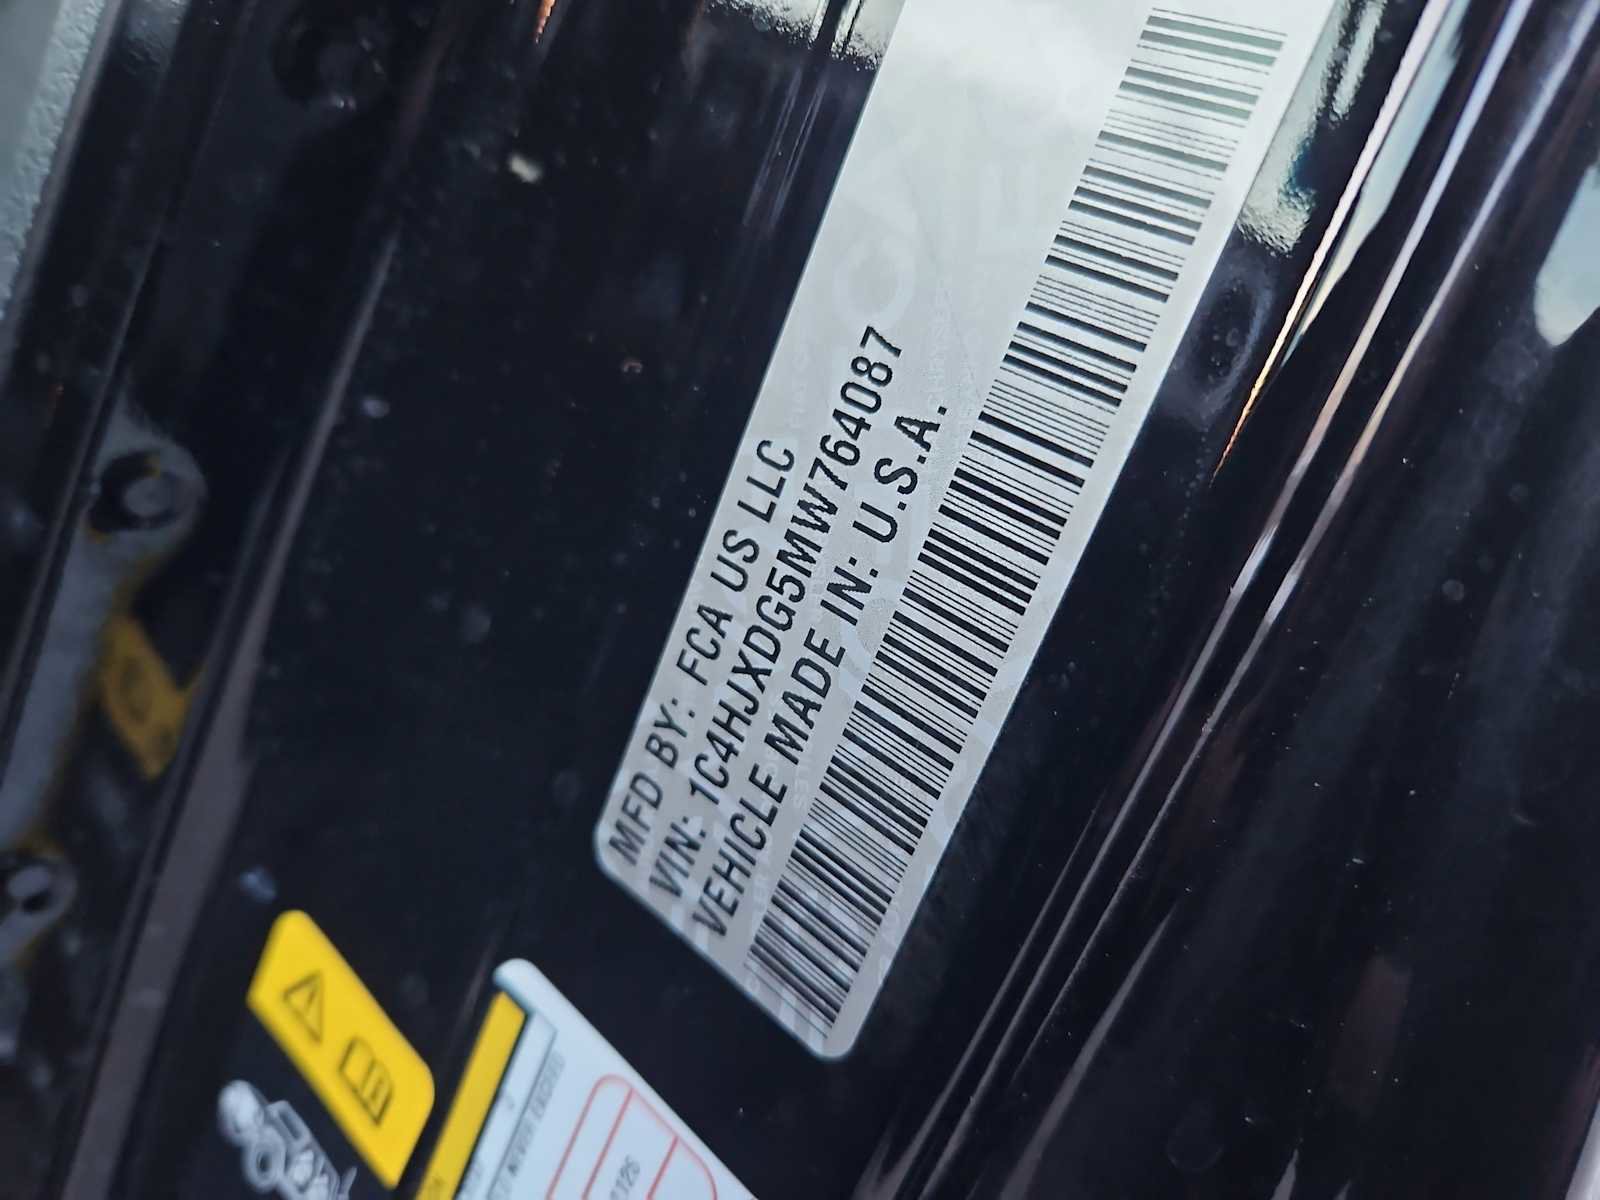 MFD BY: FCA US LLC
VIN: 1C4HJXDG5MW764087
VEHICLE MADE IN: U.S.A.